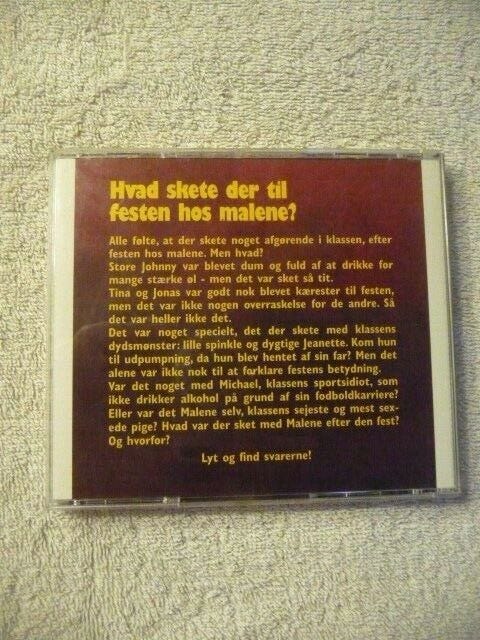 Hvad skete der til
festen hos malene?
Alle følte, at der skete noget afgørende i klassen, efter
festen hos malene. Men hvad?
Store Johnny var blevet dum og fuld af at drikke for
mange stærke øl - men det var sket så tit.
Tina og Jonas var godt nok blevet kærester til festen,
men det var ikke nogen overraskelse for de andre. Så
det var heller ikke det.
Det var noget specielt, det der skete med klassens
dydsmønster: lille spinkle og dygtige Jeanette. Kom hun
til udpumpning, da hun blev hentet af sin far? Men det
alene var ikke nok til at forklare festens betydning.
Var det noget med Michael, klassens sportsidiot, som
ikke drikker alkohol på grund af sin fodboldkarriere?
Eller var det Malene selv, klassens sejeste og mest sex-
ede pige? Hvad var der sket med Malene efter den fest?
Og hvorfor?
Lyt og find svarerne!